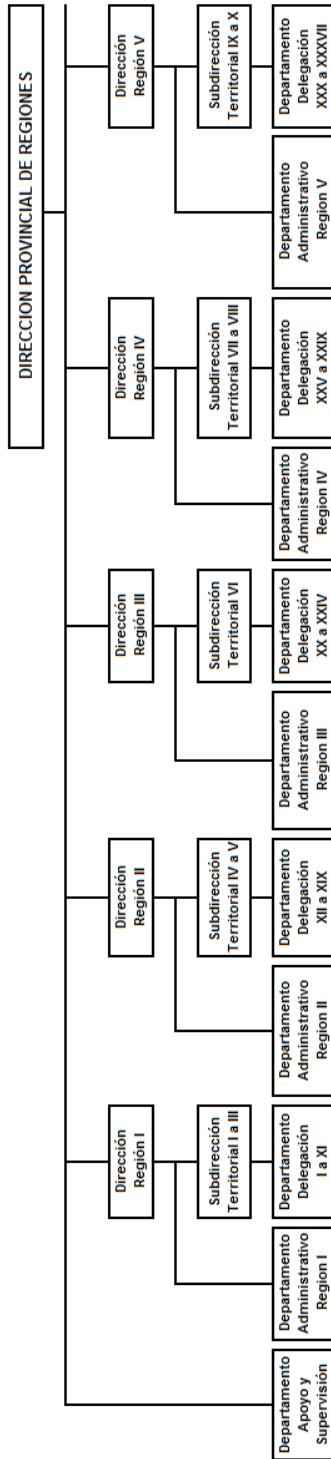 DIRECCION PROVINCIAL DE REGIONES
Dirección
Región I
Dirección
Región II
Dirección
Región III
Dirección
Región IV
Dirección
Región V
Subdirección
Territorial I a III
Subdirección
Territorial IV a V
Subdirección
Territorial VI
Subdirección
Territorial VII a VIII
Subdirección
Territorial IX a X
Departamento
Apoyo y
Supervisión
Departamento
Administrativo
Region I
Departamento
Delegación
I a XI
Departamento
Administrativo
Region II
Departamento
Delegación
XII a XIX
Departamento
Administrativo
Region III
Departamento
Delegación
XX a XXIV
Departamento
Administrativo
Region IV
Departamento
Delegación
XXV a XXIX
Departamento
Administrativo
Region V
Departamento
Delegación
XXX a XXXVII